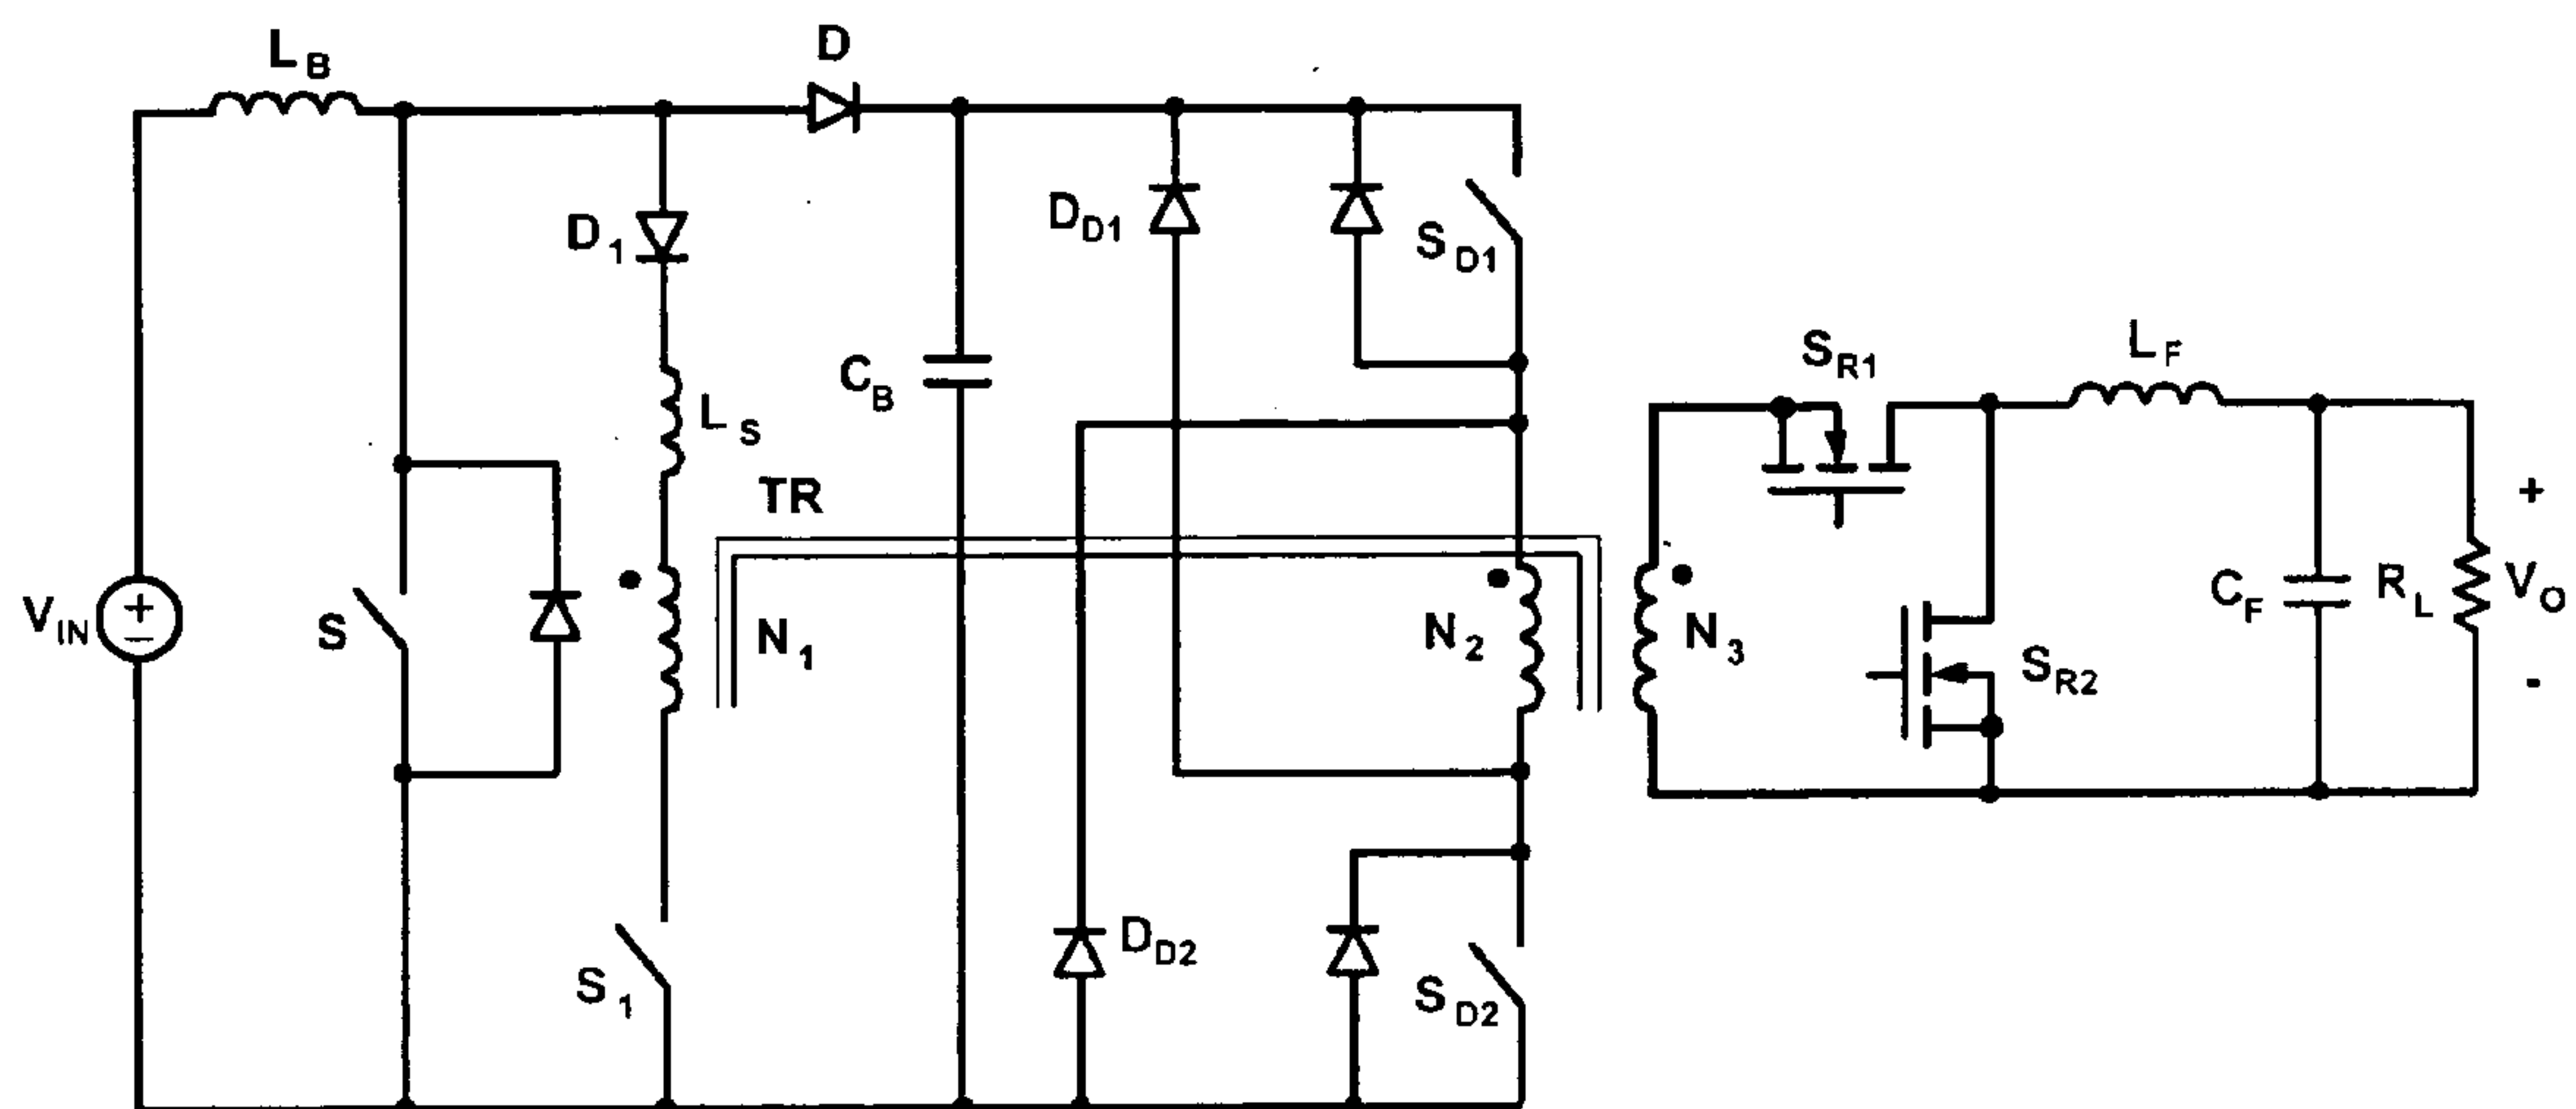 L_B
D
D_D1
S_D1
D_1
S_R1
L_F
C_B
L_S
TR
+
V_IN
+
−
S
N_1
N_2
N_3
S_R2
C_F
R_L
V_O
-
D_D2
S_1
S_D2